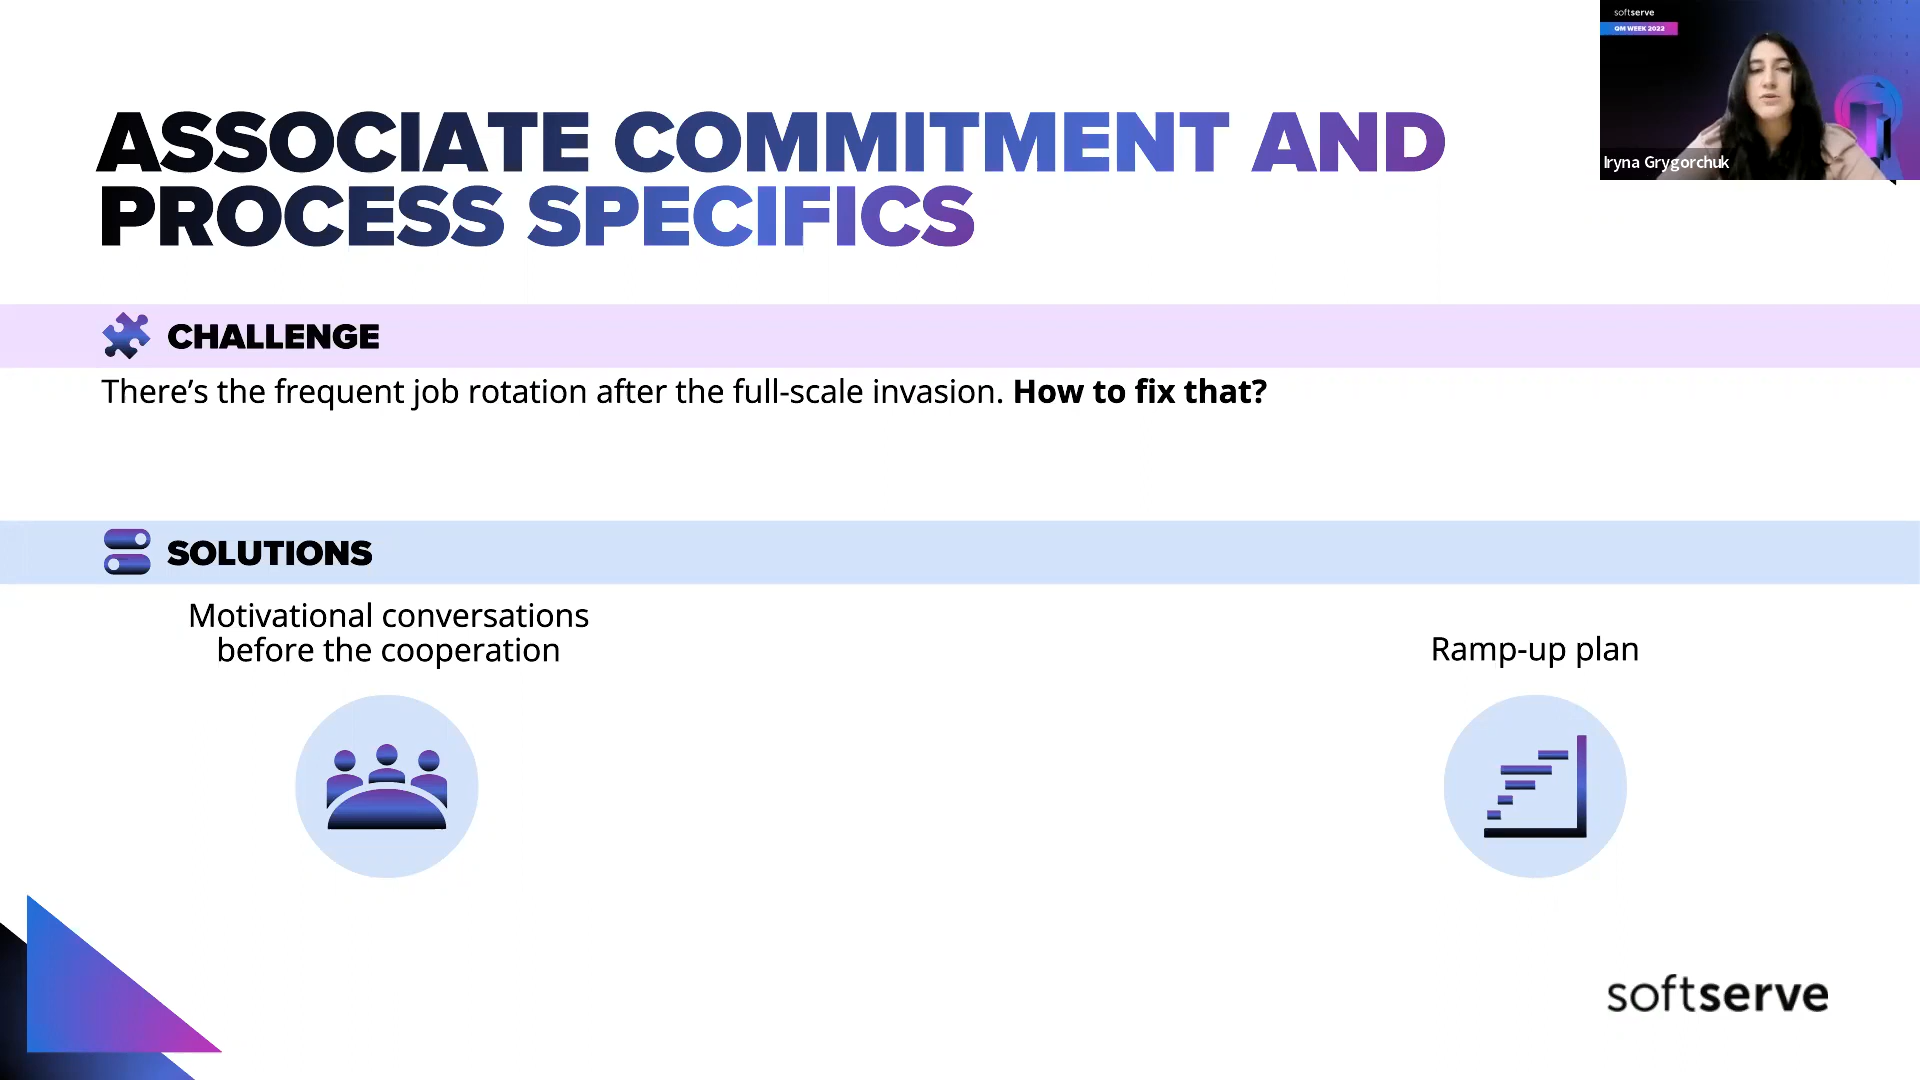 softserve
QM WEEK 2022
Iryna Grygorchuk
ASSOCIATE COMMITMENT AND
PROCESS SPECIFICS
CHALLENGE
There’s the frequent job rotation after the full-scale invasion. How to fix that?
SOLUTIONS
Motivational conversations
before the cooperation
Ramp-up plan
softserve